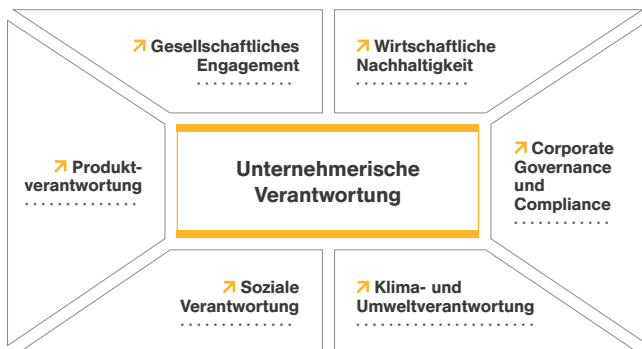 Gesellschaftliches
Engagement
Wirtschaftliche
Nachhaltigkeit
Produkt-
verantwortung
Unternehmerische
Verantwortung
Corporate
Governance
und
Compliance
Soziale
Verantwortung
Klima- und
Umweltverantwortung